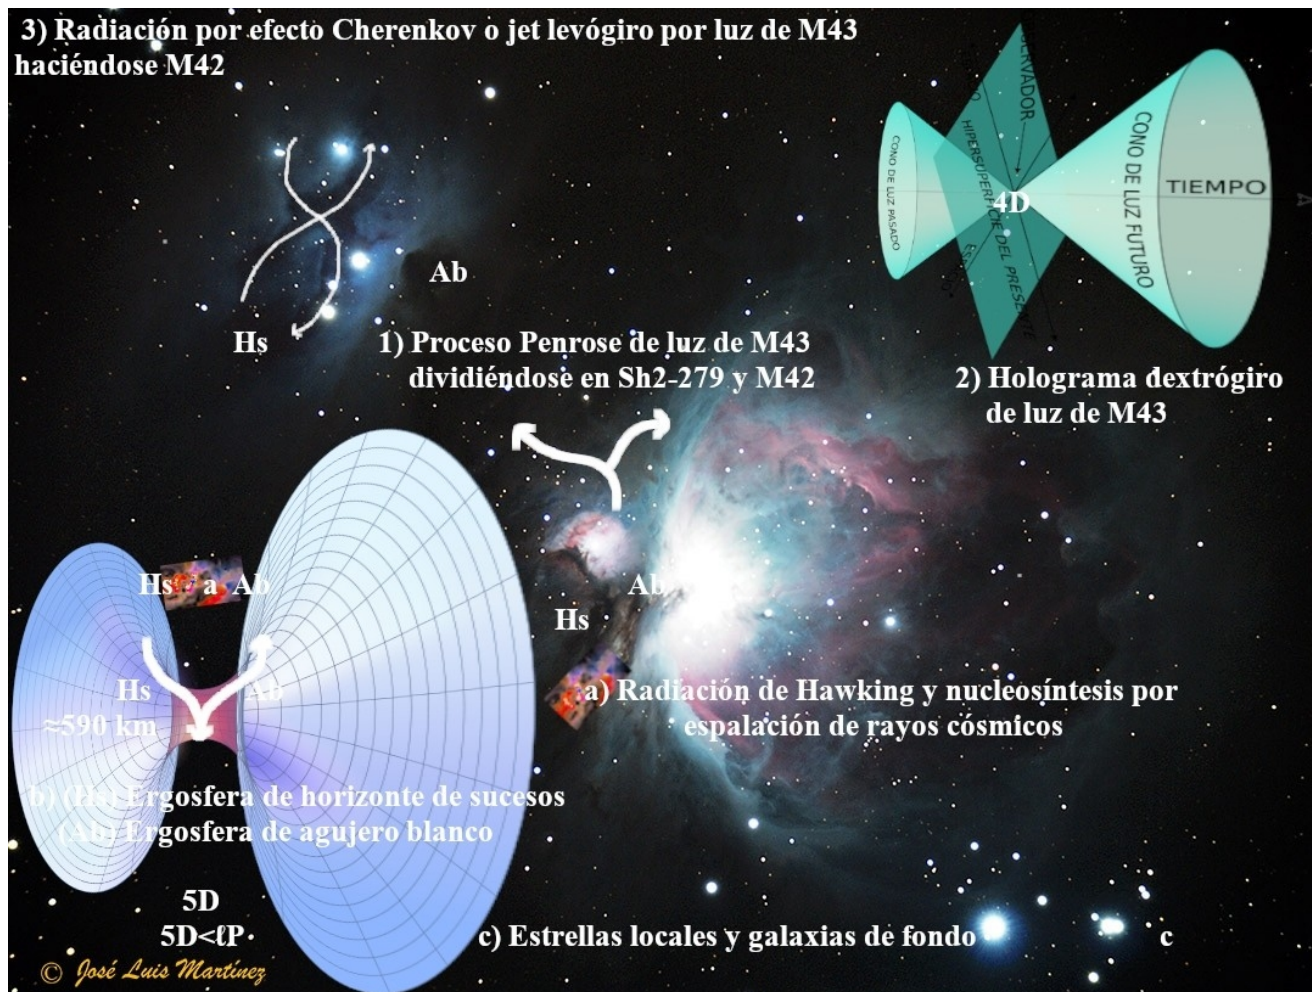 3) Radiación por efecto Cherenkov o jet levógiro por luz de M43
haciéndose M42
CONO DE LUZ PASADO
HIPERSUPERFICIE DEL PRESENTE
4D
CONO DE LUZ FUTURO
TIEMPO
Ab
Hs
1) Proceso Penrose de luz de M43
dividiéndose en Sh2-279 y M42
2) Holograma dextrógiro
de luz de M43
Hs a Ab
Ab
Hs
Hs
Ab
≈590 km
a) Radiación de Hawking y nucleosíntesis por
espalación de rayos cósmicos
b) (Hs) Ergosfera de horizonte de sucesos
(Ab) Ergosfera de agujero blanco
5D
5D<ℓP
c) Estrellas locales y galaxias de fondo
c
© José Luis Martínez